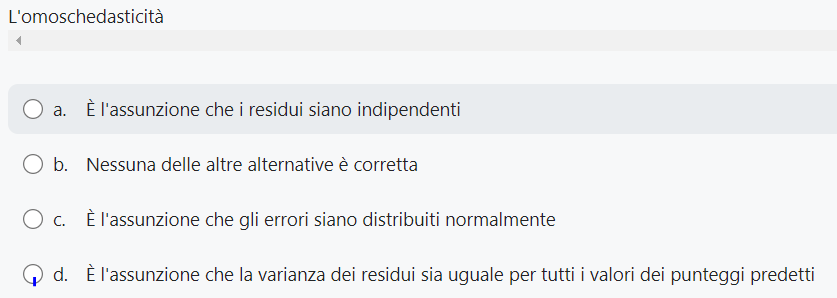 L'omoschedasticità
a. È l'assunzione che i residui siano indipendenti
b. Nessuna delle altre alternative è corretta
c. È l'assunzione che gli errori siano distribuiti normalmente
d. È l'assunzione che la varianza dei residui sia uguale per tutti i valori dei punteggi predetti